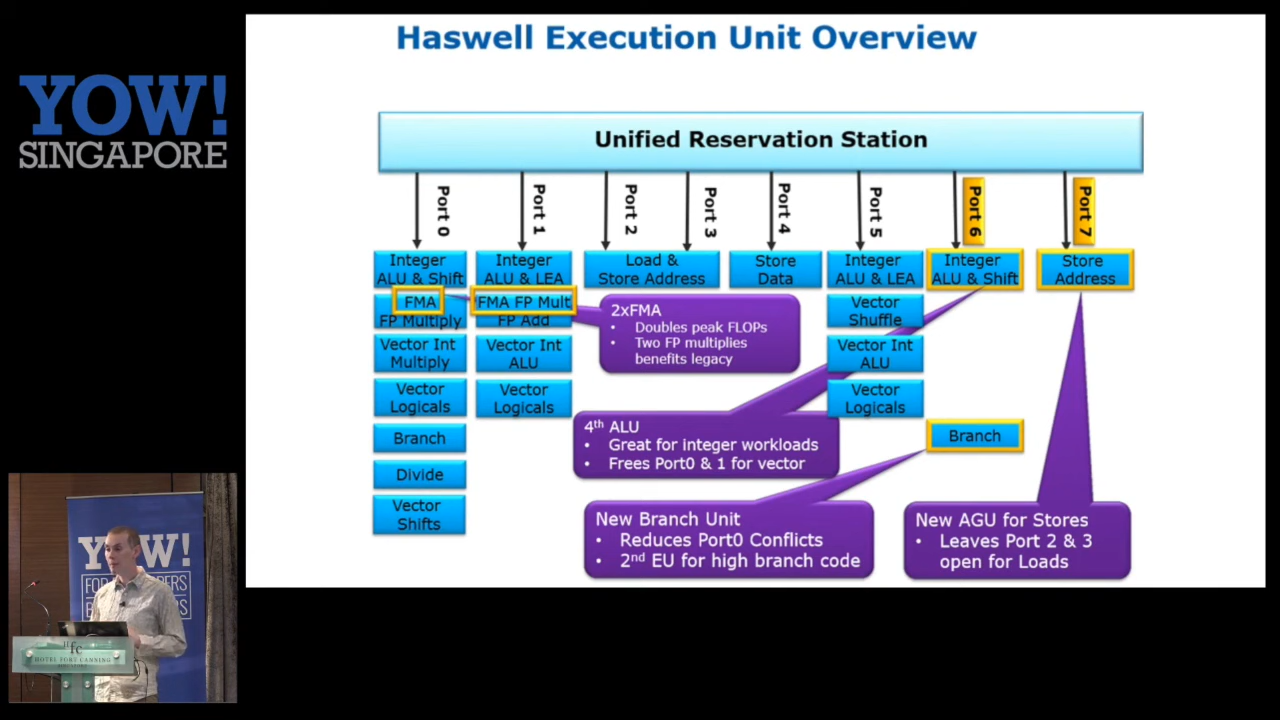 YOW!
SINGAPORE
Haswell Execution Unit Overview
Unified Reservation Station
Port 0
Port 1
Port 2
Port 3
Port 4
Port 5
Port 6
Port 7
Integer
ALU & Shift
Integer
ALU & LEA
Load &
Store Address
Store
Data
Integer
ALU & LEA
Integer
ALU & Shift
Store
Address
FMA
FP Multiply
FMA FP Mult
FP Add
2xFMA
• Doubles peak FLOPs
• Two FP multiplies
benefits legacy
Vector
Shuffle
Vector Int
Multiply
Vector Int
ALU
Vector Int
ALU
Vector
Logicals
Vector
Logicals
Vector
Logicals
4th ALU
• Great for integer workloads
• Frees Port0 & 1 for vector
Branch
Branch
Divide
Vector
Shifts
New Branch Unit
• Reduces Port0 Conflicts
• 2nd EU for high branch code
New AGU for Stores
• Leaves Port 2 & 3
open for Loads
YOW!
HOTEL FORT CANNING